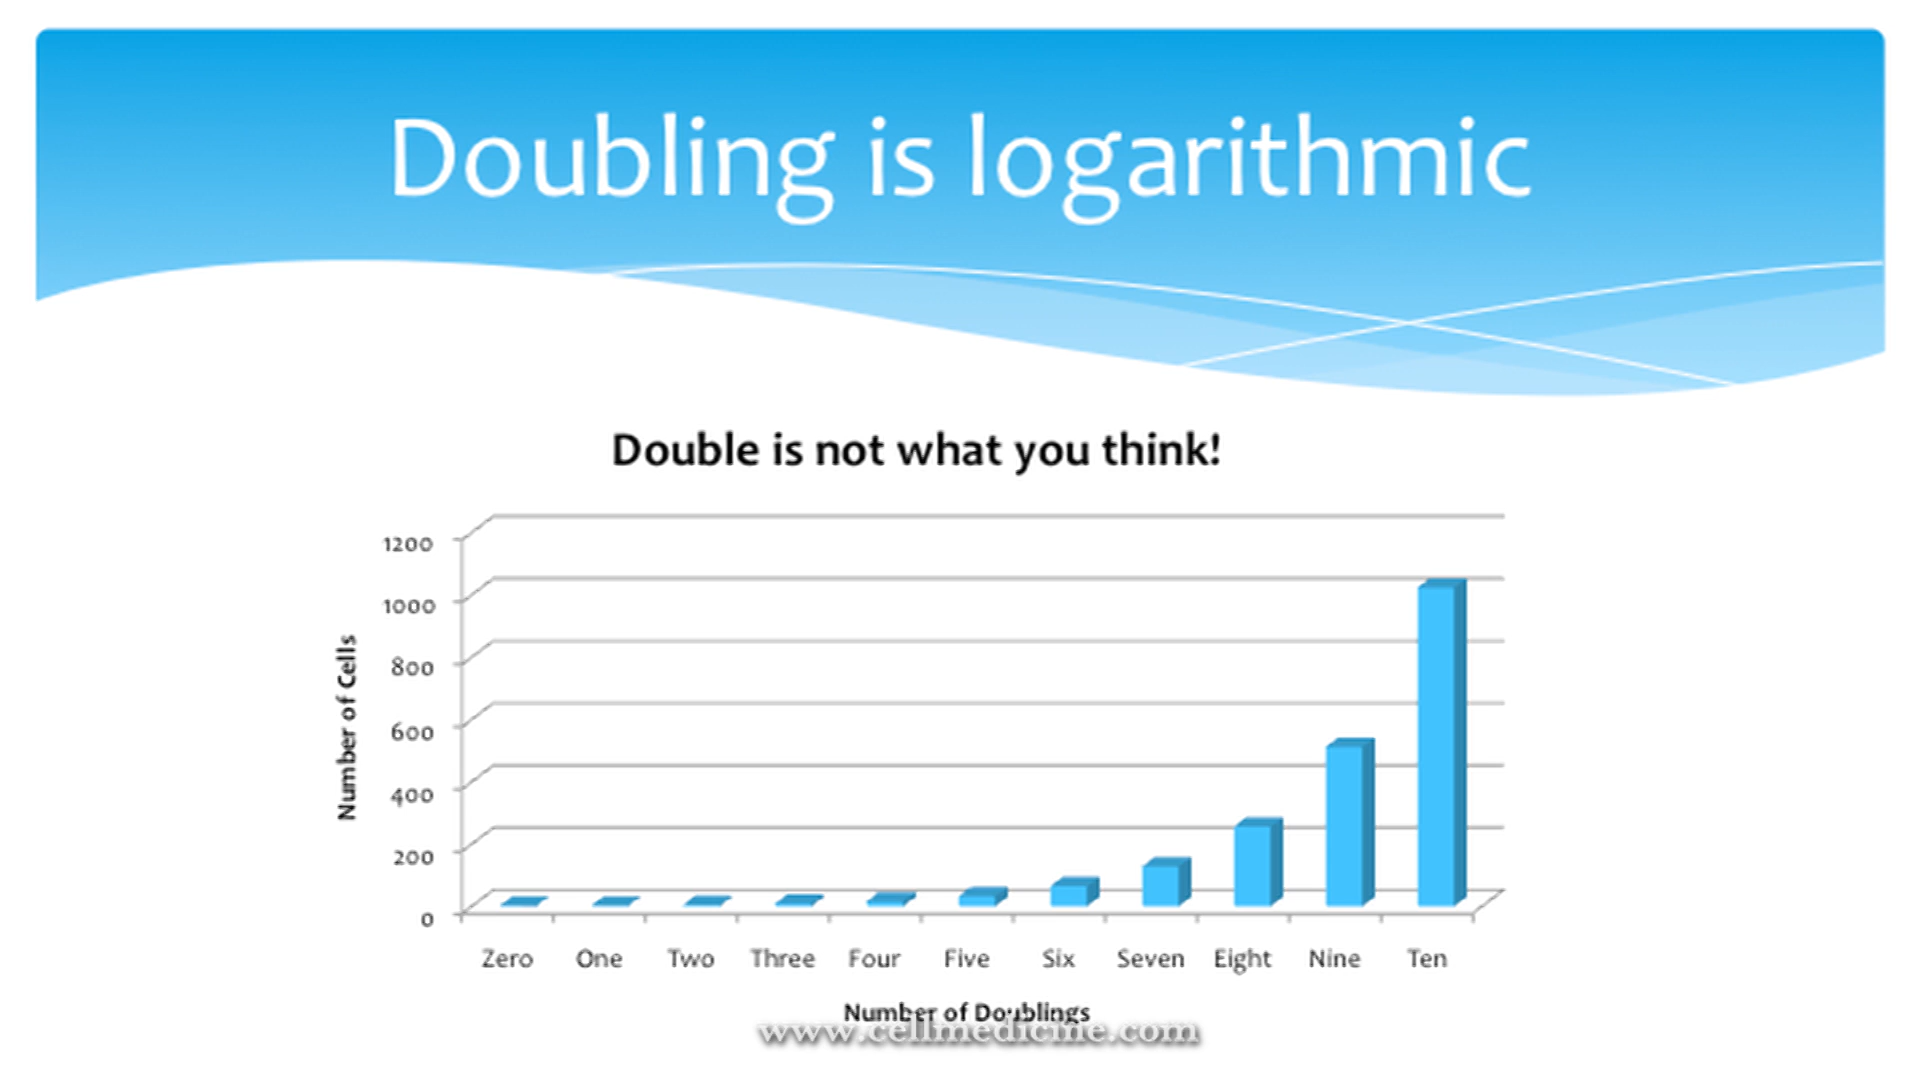 Doubling is logarithmic
Double is not what you think!
1200
1000
800
600
400
200
0
Number of Cells
Zero One Two Three Four Five Six Seven Eight Nine Ten
Number of Doublings
www.cellmedicine.com